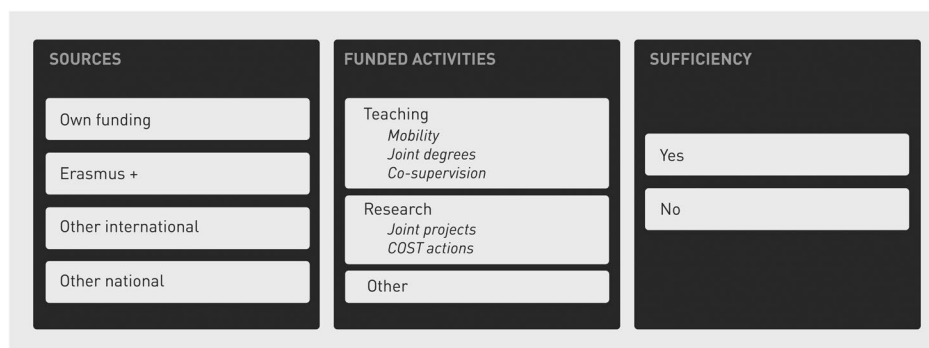 SOURCES
Own funding
Erasmus +
Other international
Other national
FUNDED ACTIVITIES
Teaching
Mobility
Joint degrees
Co-supervision
Research
Joint projects
COST actions
Other
SUFFICIENCY
Yes
No